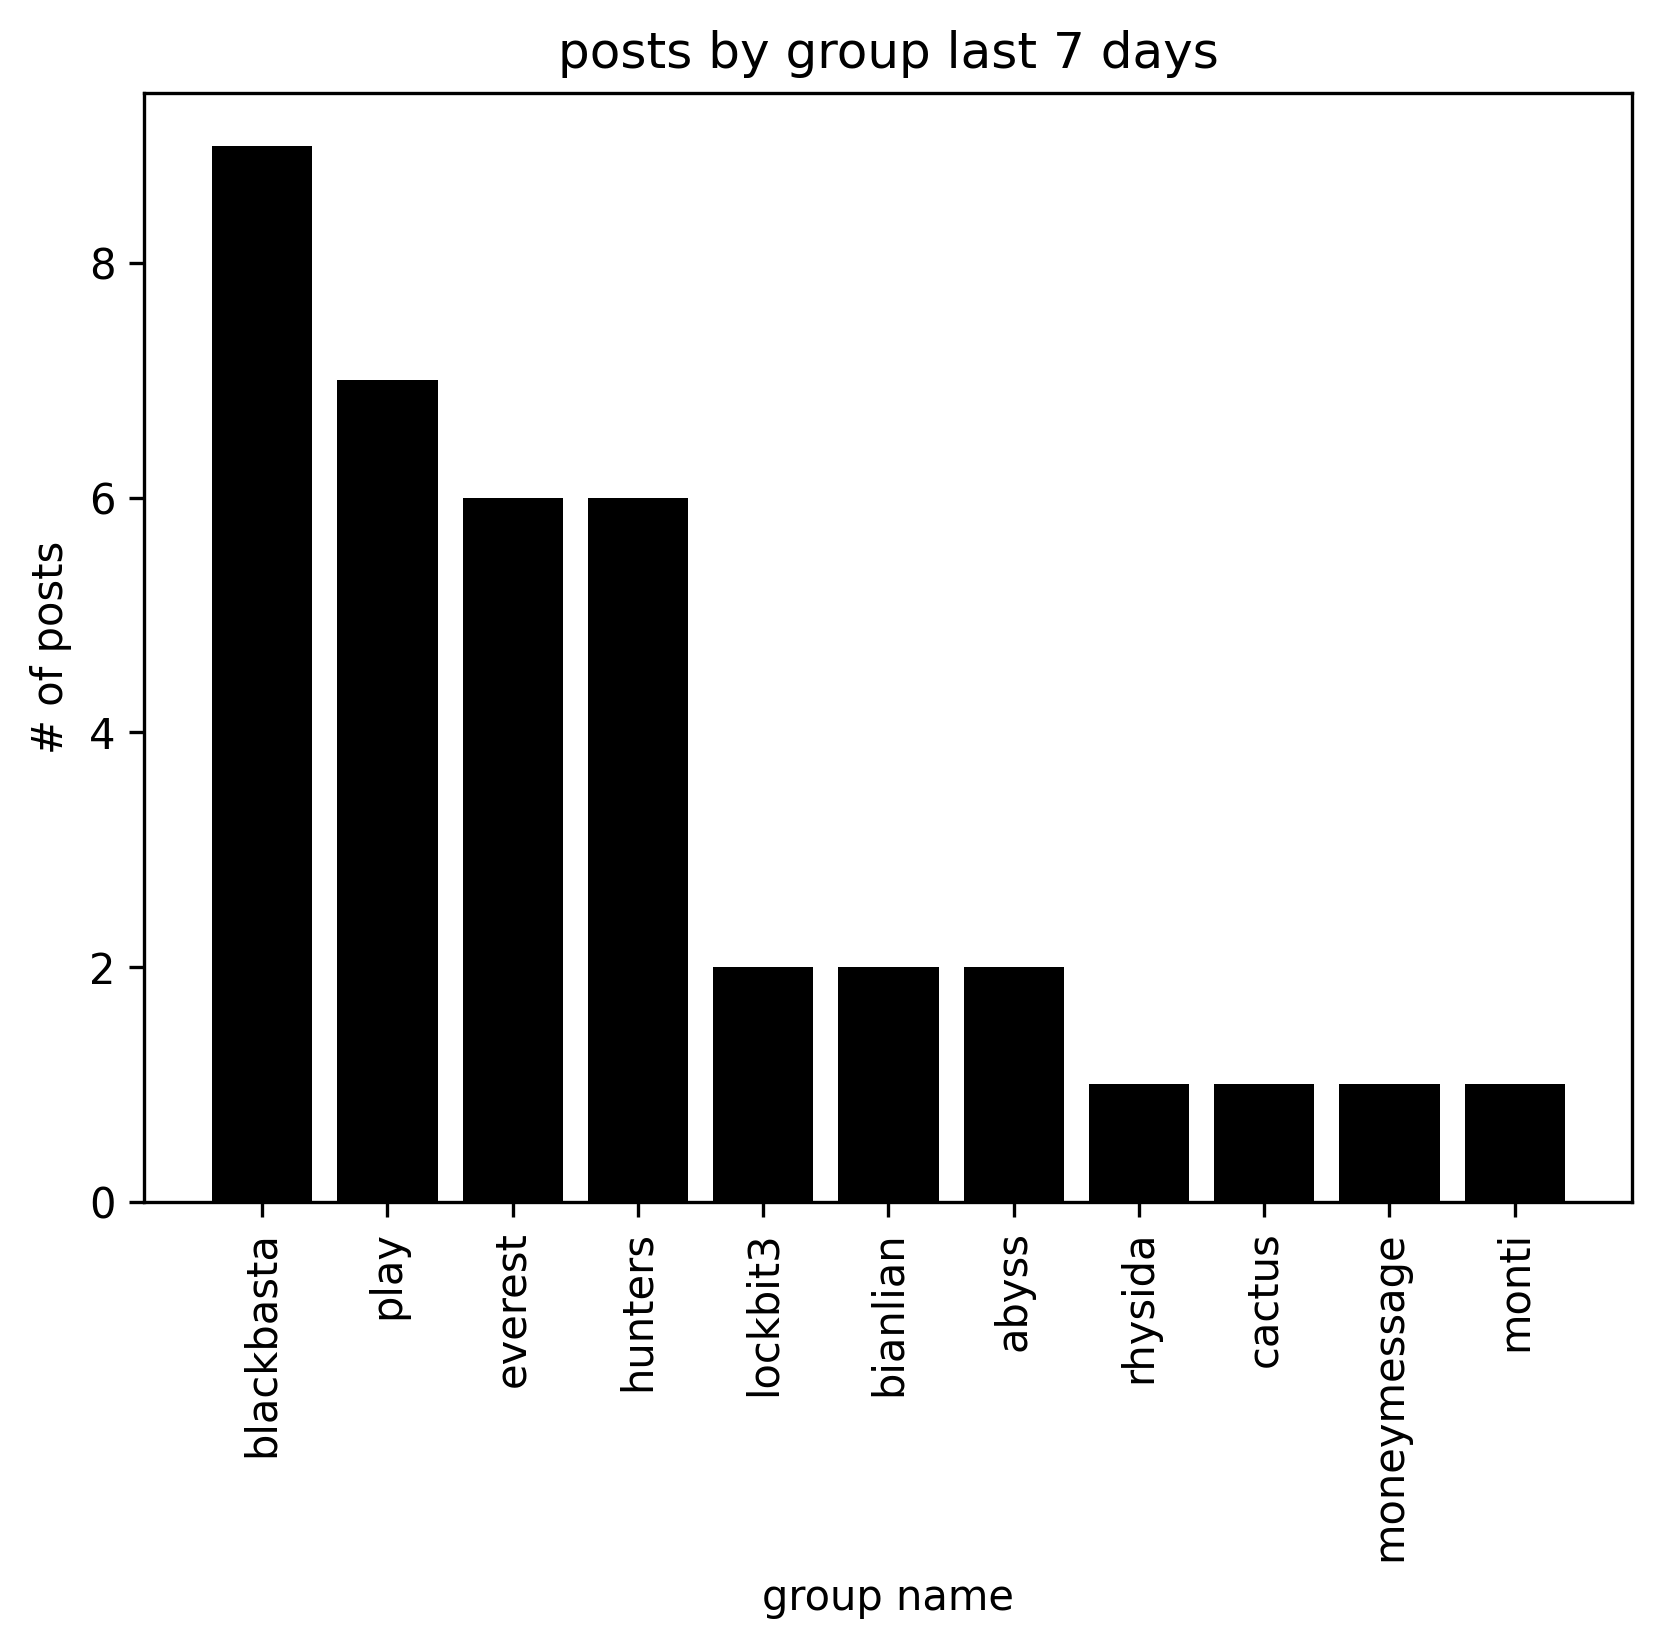 posts by group last 7 days
# of posts
8
6
4
2
0
blackbasta
play
everest
hunters
lockbit3
bianlian
abyss
rhysida
cactus
moneymessage
monti
group name